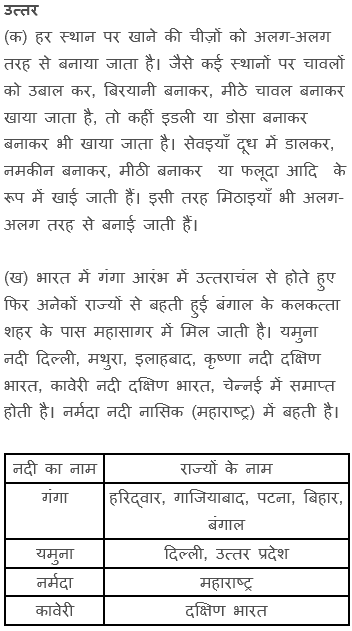 उत्तर
(क) हर स्थान पर खाने की चीज़ों को अलग-अलग
तरह से बनाया जाता है। जैसे कई स्थानों पर चावलों
को उबाल कर, बिरयानी बनाकर, मीठे चावल बनाकर
खाया जाता है, तो कहीं इडली या डोसा बनाकर
बनाकर भी खाया जाता है। सेवइयाँ दूध में डालकर,
नमकीन बनाकर, मीठी बनाकर या फलूदा आदि के
रूप में खाई जाती हैं। इसी तरह मिठाइयाँ भी अलग-
अलग तरह से बनाई जाती हैं।
(ख) भारत में गंगा आरंभ में उत्तराचंल से होते हुए
फिर अनेकों राज्यों से बहती हुई बंगाल के कलकत्ता
शहर के पास महासागर में मिल जाती है। यमुना
नदी दिल्ली, मथुरा, इलाहबाद, कृष्णा नदी दक्षिण
भारत, कावेरी नदी दक्षिण भारत, चेन्नई में समाप्त
होती है। नर्मदा नदी नासिक (महाराष्ट्र) में बहती है।
नदी का नाम राज्यों के नाम
गंगा हरिद्वार, गाजियाबाद, पटना, बिहार,
बंगाल
यमुना दिल्ली, उत्तर प्रदेश
नर्मदा महाराष्ट्र
कावेरी दक्षिण भारत